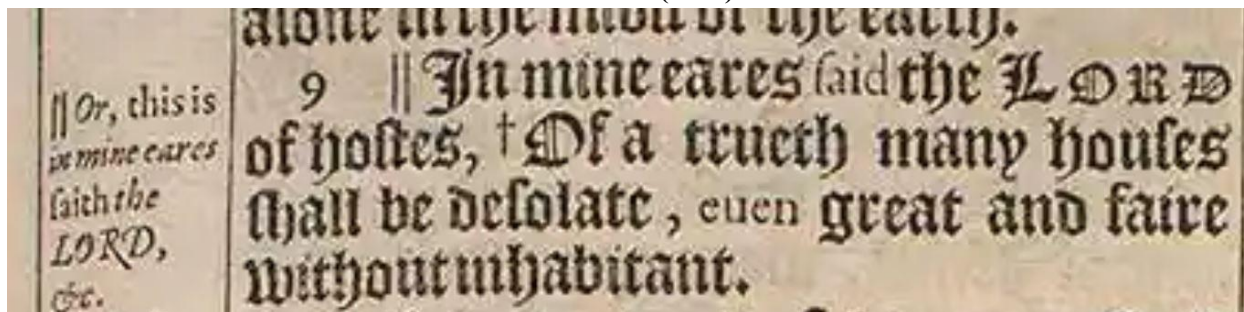 alone in the midst of the earth.
9 || In mine eares ſaid the LORD
of hoſtes, † Of a trueth many houſes
ſhall be deſolate, euen great and faire
without inhabitant.
|| Or, this is
in mine eares
ſaith the
LORD,
&c.